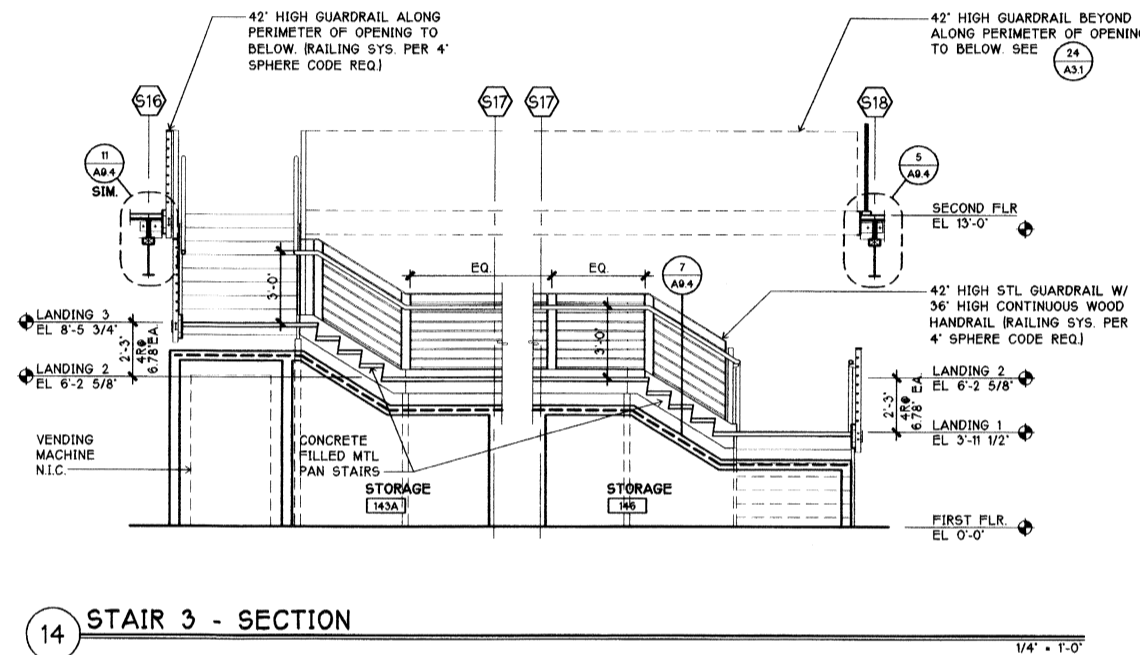 42" HIGH GUARDRAIL ALONG
PERIMETER OF OPENING TO
BELOW. (RAILING SYS. PER 4"
SPHERE CODE REQ.)
42" HIGH GUARDRAIL BEYOND
ALONG PERIMETER OF OPENING
TO BELOW. SEE
24
A3.1
S16
S17
S17
S18
11
A9.4
SIM.
5
A9.4
SECOND FLR
EL 13'-0"
EQ.
EQ.
7
A9.4
3'-0"
3'-0"
42" HIGH STL GUARDRAIL W/
36" HIGH CONTINUOUS WOOD
HANDRAIL (RAILING SYS. PER
4" SPHERE CODE REQ.)
LANDING 3
EL 8'-5 3/4"
2'-3"
4R@
6.78" EA.
LANDING 2
EL 6'-2 5/8"
LANDING 2
EL 6'-2 5/8"
2'-3"
4R@
6.78" EA.
LANDING 1
EL 3'-11 1/2"
VENDING
MACHINE
N.I.C.
CONCRETE
FILLED MTL
PAN STAIRS
STORAGE
143A
STORAGE
146
FIRST FLR.
EL 0'-0"
14
STAIR 3 - SECTION
1/4" = 1'-0"